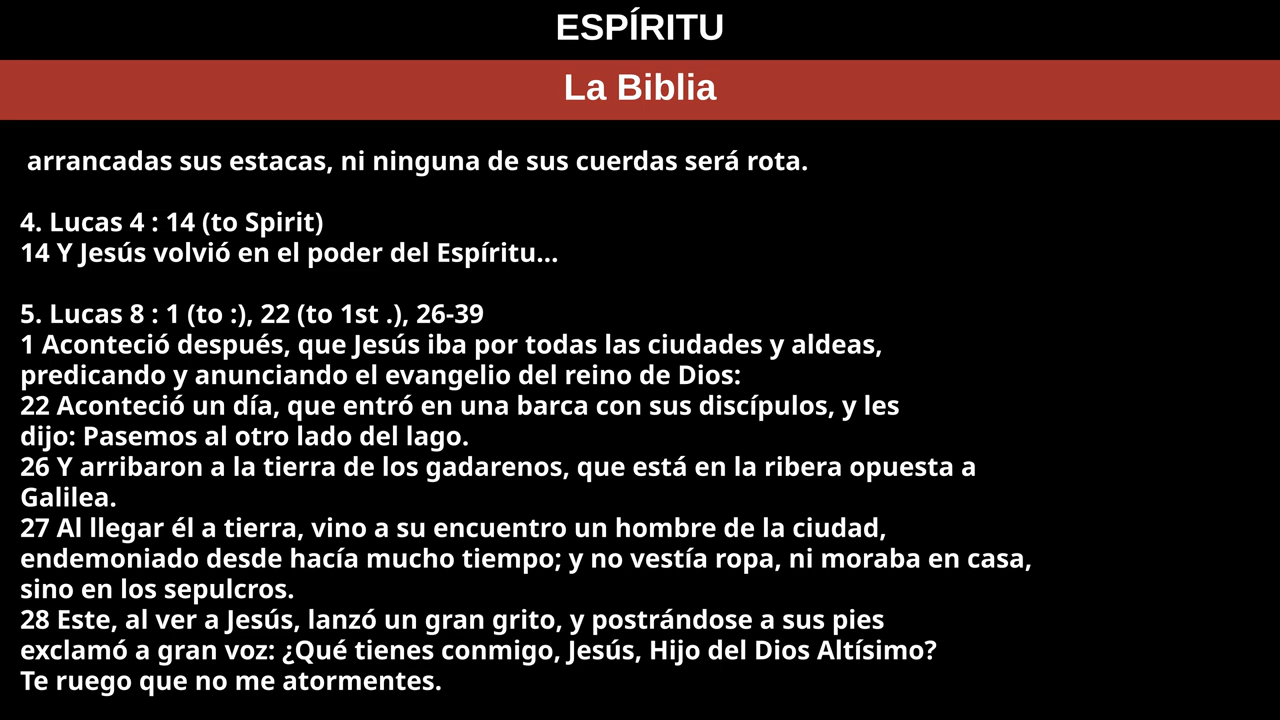 ESPÍRITU
La Biblia
arrancadas sus estacas, ni ninguna de sus cuerdas será rota.
4. Lucas 4 : 14 (to Spirit)
14 Y Jesús volvió en el poder del Espíritu...
5. Lucas 8 : 1 (to :), 22 (to 1st .), 26-39
1 Aconteció después, que Jesús iba por todas las ciudades y aldeas,
predicando y anunciando el evangelio del reino de Dios:
22 Aconteció un día, que entró en una barca con sus discípulos, y les
dijo: Pasemos al otro lado del lago.
26 Y arribaron a la tierra de los gadarenos, que está en la ribera opuesta a
Galilea.
27 Al llegar él a tierra, vino a su encuentro un hombre de la ciudad,
endemoniado desde hacía mucho tiempo; y no vestía ropa, ni moraba en casa,
sino en los sepulcros.
28 Este, al ver a Jesús, lanzó un gran grito, y postrándose a sus pies
exclamó a gran voz: ¿Qué tienes conmigo, Jesús, Hijo del Dios Altísimo?
Te ruego que no me atormentes.